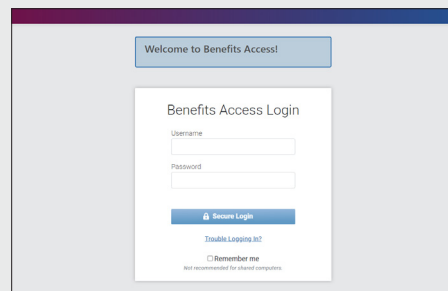 Welcome to Benefits Access!
Benefits Access Login
Username
Password
Secure Login
Trouble Logging In?
Remember me
Not recommended for shared computers